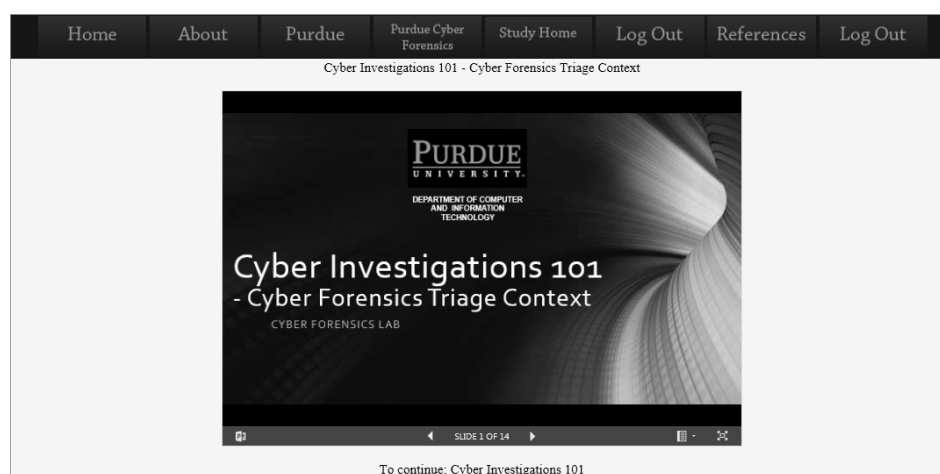 Home About Purdue Purdue Cyber Forensics Study Home Log Out References Log Out
Cyber Investigations 101 - Cyber Forensics Triage Context
PURDUE
UNIVERSITY.
DEPARTMENT OF COMPUTER
AND INFORMATION
TECHNOLOGY
Cyber Investigations 101
- Cyber Forensics Triage Context
CYBER FORENSICS LAB
SLIDE 1 OF 14
To continue: Cyber Investigations 101